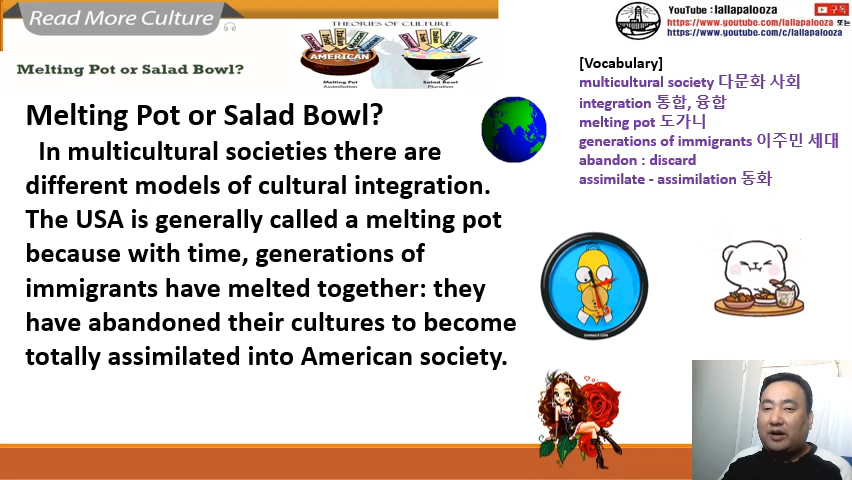 Read More Culture
THEORIES OF CULTURE
AMERICAN
Melting Pot
Assimilation
Salad Bowl
Pluralism
Melting Pot or Salad Bowl?
YouTube : lallapalooza
구독
https://www.youtube.com/lallapalooza 또는
https://www.youtube.com/c/lallapalooza
[Vocabulary]
multicultural society 다문화 사회
integration 통합, 융합
melting pot 도가니
generations of immigrants 이주민 세대
abandon : discard
assimilate - assimilation 동화
Melting Pot or Salad Bowl?
In multicultural societies there are
different models of cultural integration.
The USA is generally called a melting pot
because with time, generations of
immigrants have melted together: they
have abandoned their cultures to become
totally assimilated into American society.